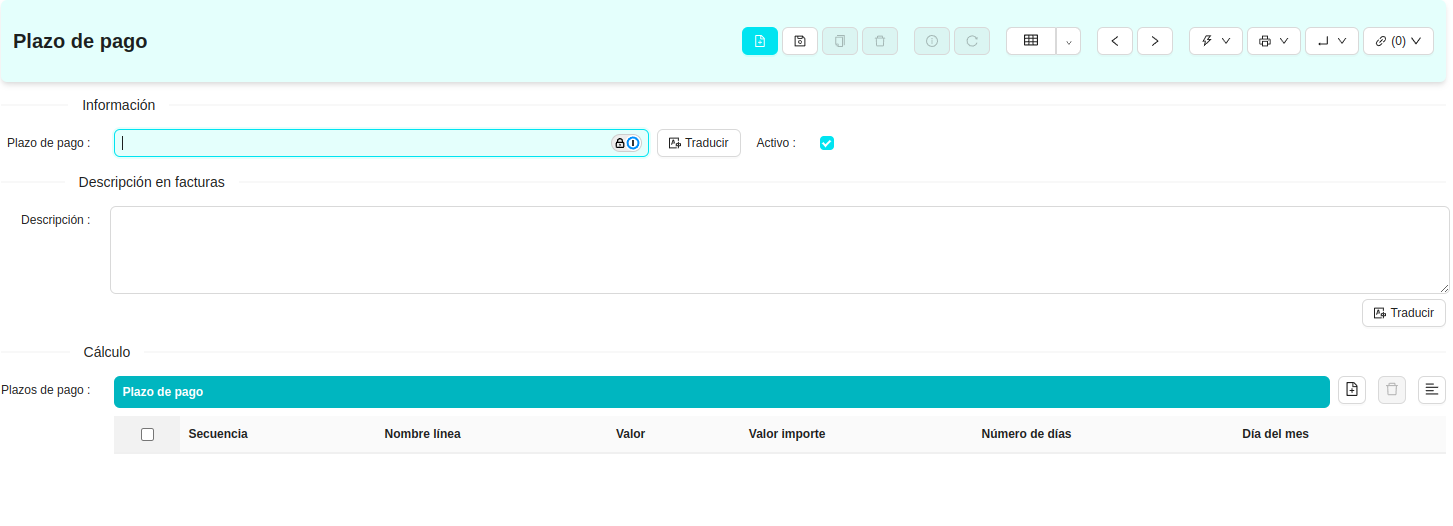 Plazo de pago
(0)
Información
Plazo de pago :
Traducir
Activo :
Descripción en facturas
Descripción :
Traducir
Cálculo
Plazos de pago :
Plazo de pago
Secuencia Nombre línea Valor Valor importe Número de días Día del mes